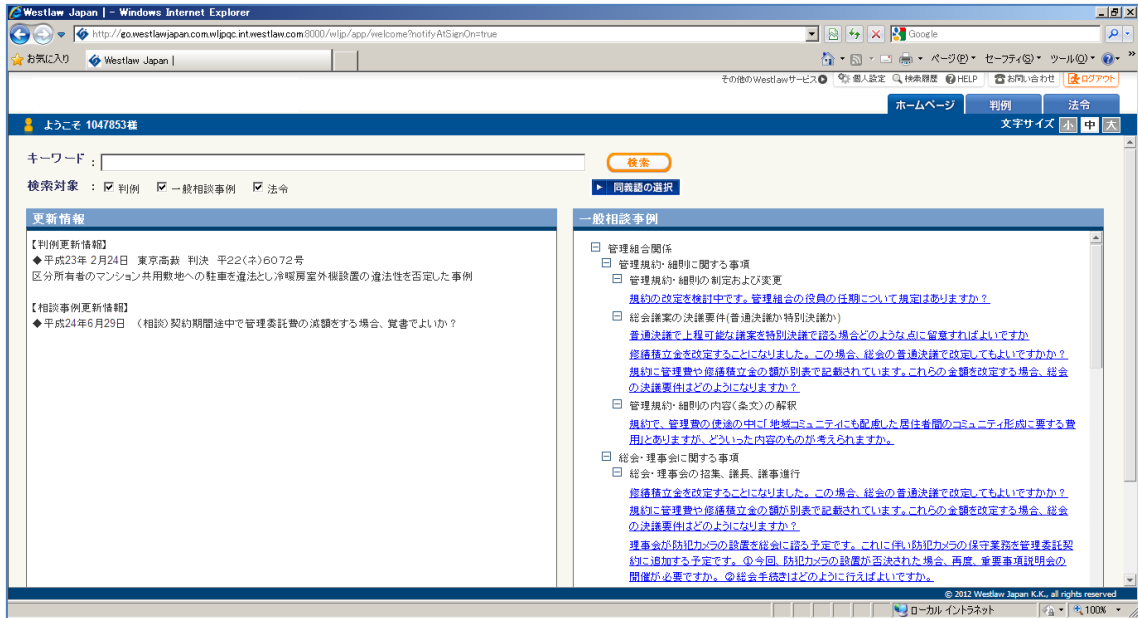 Westlaw Japan | - Windows Internet Explorer
http://go.westlawjapan.com.wljpqc.int.westlaw.com:8000/wljp/app/welcome?notifyAtSignOn=true
Google
お気に入り
Westlaw Japan |
ページ(P)
セーフティ(S)
ツール(O)
その他のWestlawサービス
個人設定
検索履歴
HELP
お問い合わせ
ログアウト
ホームページ
判例
法令
ようこそ 1047853様
文字サイズ 小 中 大
キーワード :
検索
検索対象 : 判例 一般相談事例 法令
同義語の選択
更新情報
【判例更新情報】
◆平成23年 2月24日 東京高裁 判決 平22(ネ)6072号
区分所有者のマンション共用敷地への駐車を違法とし冷暖房室外機設置の違法性を否定した事例
【相談事例更新情報】
◆平成24年6月29日 (相談)契約期間途中で管理委託費の減額をする場合、覚書でよいか?
一般相談事例
管理組合関係
管理規約・細則に関する事項
管理規約・細則の制定および変更
規約の改定を検討中です。管理組合の役員の任期について規定はありますか?
総会議案の決議要件(普通決議か特別決議か)
普通決議で上程可能な議案を特別決議で諮る場合どのような点に留意すればよいですか
修繕積立金を改定することになりました。この場合、総会の普通決議で改定してもよいですかか?
規約に管理費や修繕積立金の額が別表で記載されています。これらの金額を改定する場合、総会
の決議要件はどのようになりますか?
管理規約・細則の内容(条文)の解釈
規約で、管理費の使途の中に「地域コミュニティにも配慮した居住者間のコミュニティ形成に要する費
用」とありますが、どういった内容のものが考えられますか。
総会・理事会に関する事項
総会・理事会の招集、議長、議事進行
修繕積立金を改定することになりました。この場合、総会の普通決議で改定してもよいですかか?
規約に管理費や修繕積立金の額が別表で記載されています。これらの金額を改定する場合、総会
の決議要件はどのようになりますか?
理事会が防犯カメラの設置を総会に諮る予定です。これに伴い防犯カメラの保守業務を管理委託契
約に追加する予定です。①今回、防犯カメラの設置が否決された場合、再度、重要事項説明会の
開催が必要ですか。②総会手続きはどのように行えばよいですか。
© 2012 Westlaw Japan K.K., all rights reserved
ローカル イントラネット
100%